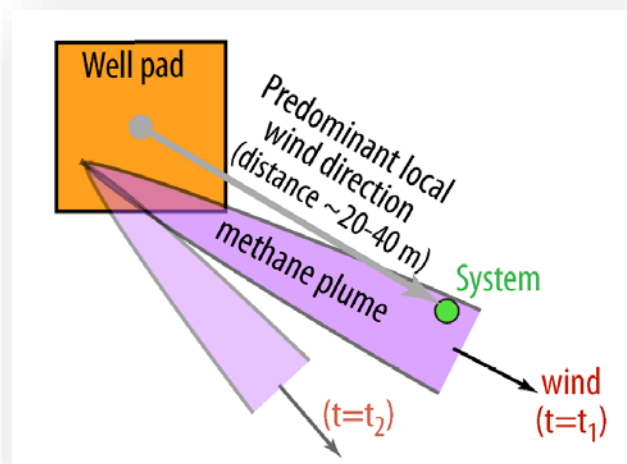 Well pad
Predominant local
wind direction
(distance ~20-40 m)
methane plume
System
wind
(t=t₁)
(t=t₂)